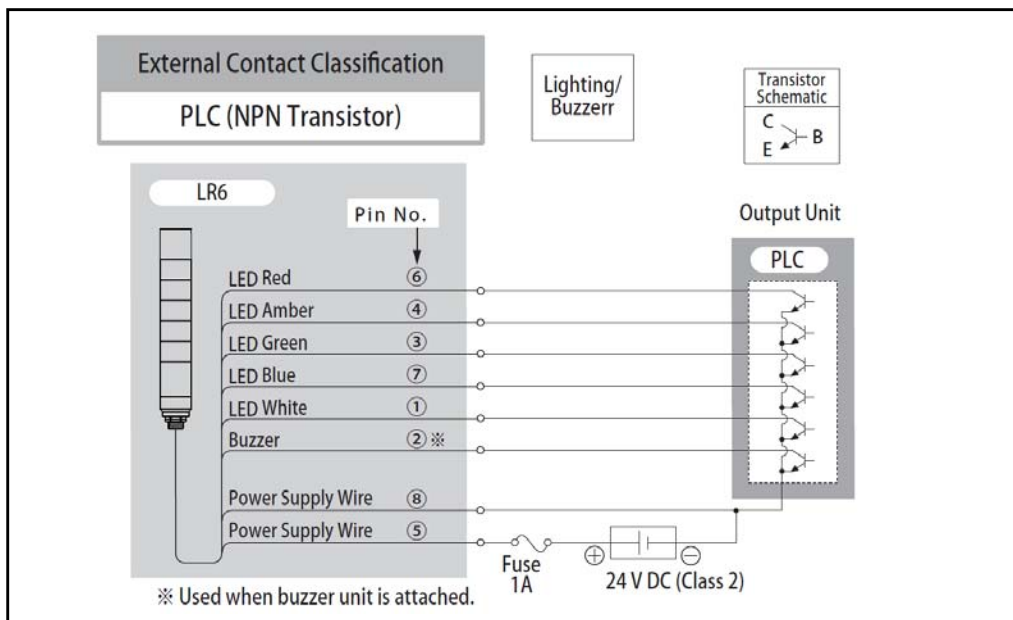 External Contact Classification
PLC (NPN Transistor)
Lighting/
Buzzerr
Transistor
Schematic
C
B
E
LR6
Pin No.
Output Unit
PLC
LED Red ⑥
LED Amber ④
LED Green ③
LED Blue ⑦
LED White ①
Buzzer ②※
Power Supply Wire ⑧
Power Supply Wire ⑤
Fuse
1A
⊕ ⊖
24 V DC (Class 2)
※ Used when buzzer unit is attached.